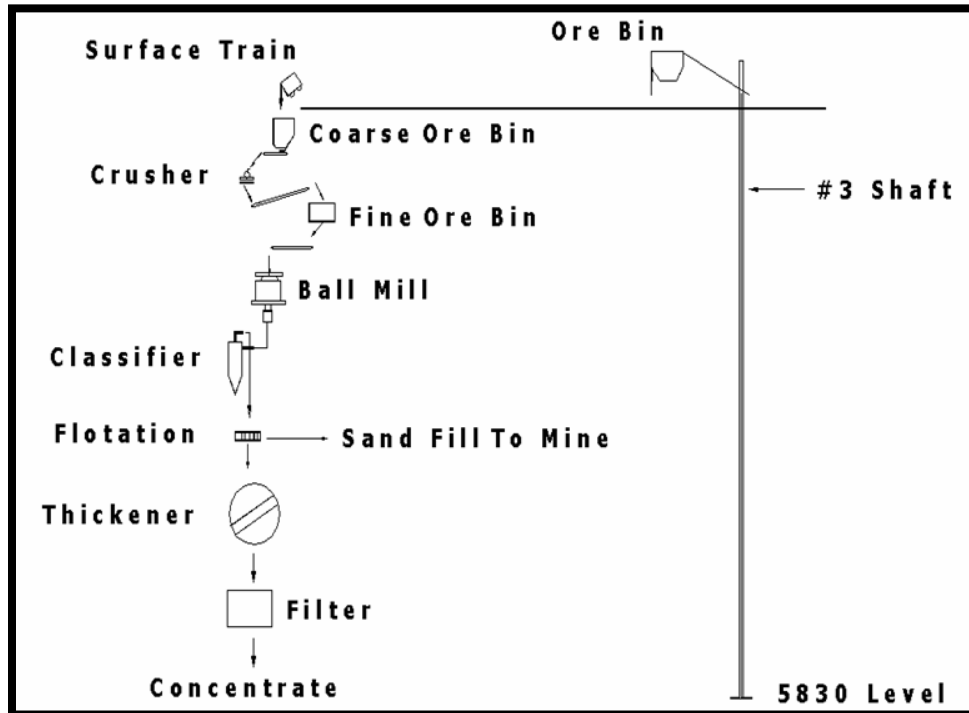 Ore Bin
Surface Train
Coarse Ore Bin
Crusher
#3 Shaft
Fine Ore Bin
Ball Mill
Classifier
Flotation
Sand Fill To Mine
Thickener
Filter
Concentrate
5830 Level